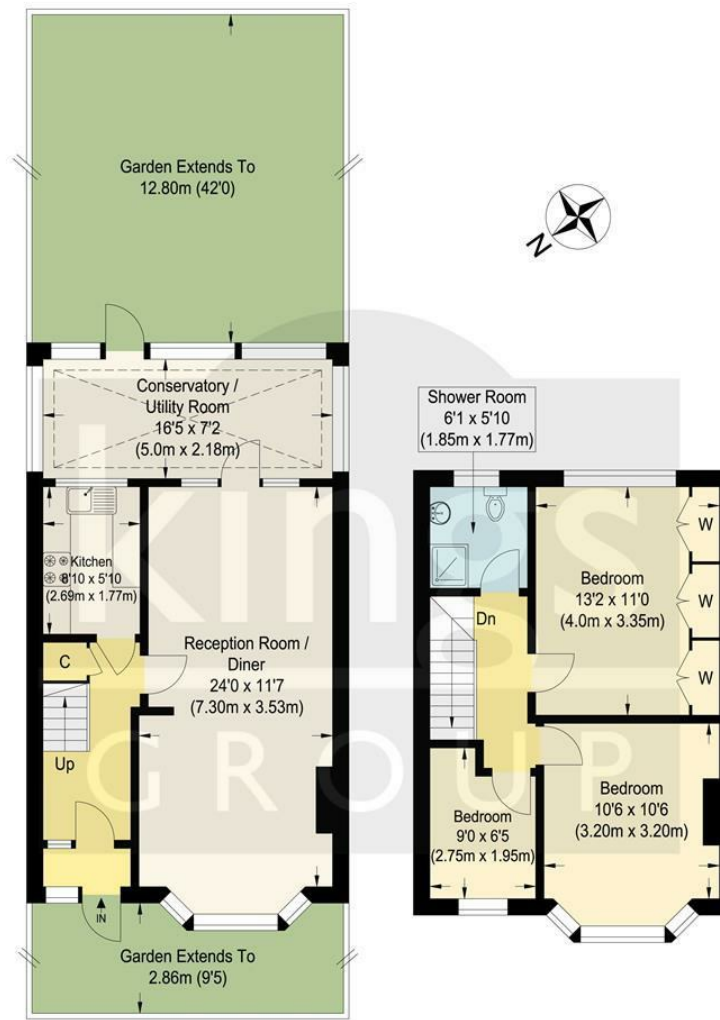 Garden Extends To
12.80m (42'0)
N
Conservatory /
Utility Room
16'5 x 7'2
(5.0m x 2.18m)
Kitchen
8'10 x 5'10
(2.69m x 1.77m)
C
Up
Reception Room /
Diner
24'0 x 11'7
(7.30m x 3.53m)
IN
Garden Extends To
2.86m (9'5)
Shower Room
6'1 x 5'10
(1.85m x 1.77m)
Dn
Bedroom
13'2 x 11'0
(4.0m x 3.35m)
W
W
W
Bedroom
9'0 x 6'5
(2.75m x 1.95m)
Bedroom
10'6 x 10'6
(3.20m x 3.20m)
kings
GROUP